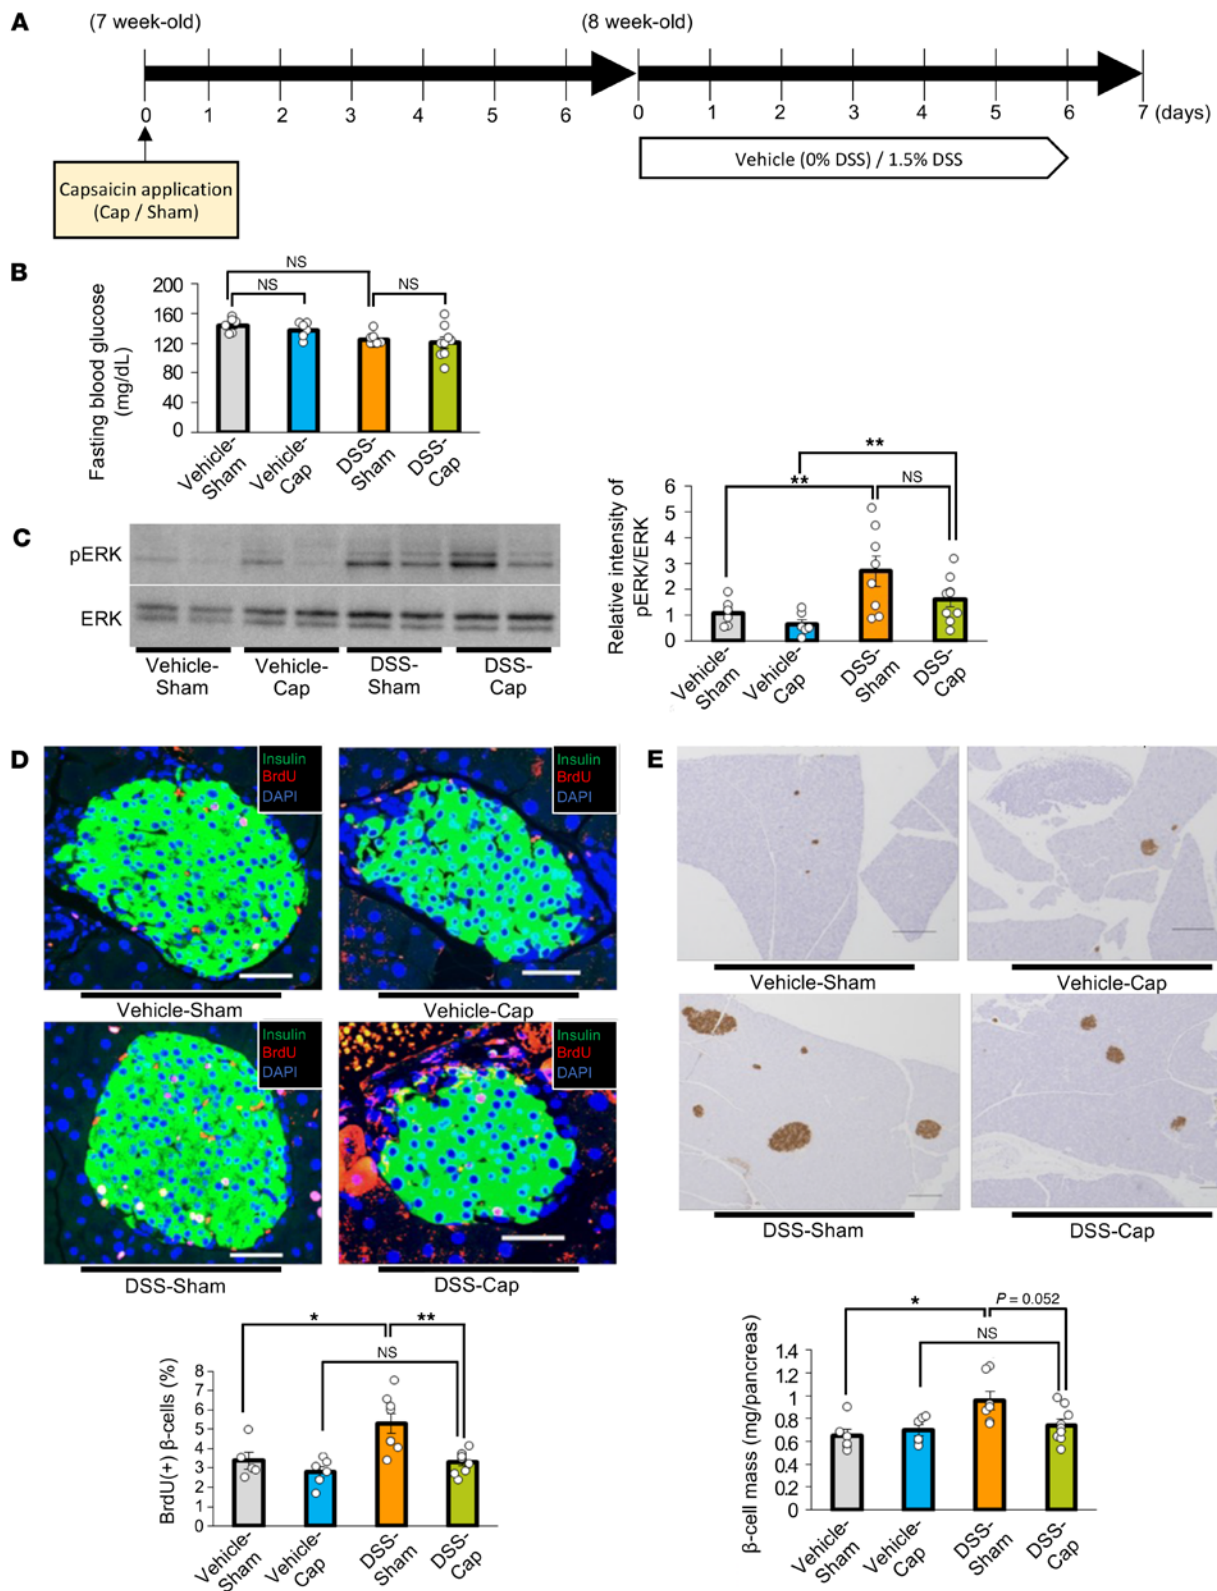 A
(7 week-old)
(8 week-old)
0 1 2 3 4 5 6 0 1 2 3 4 5 6 7 (days)
Capsaicin application
(Cap / Sham)
Vehicle (0% DSS) / 1.5% DSS
B
Fasting blood glucose
(mg/dL)
200
160
120
80
40
0
NS
NS
NS
Vehicle-
Sham
Vehicle-
Cap
DSS-
Sham
DSS-
Cap
C
pERK
ERK
Vehicle-
Sham
Vehicle-
Cap
DSS-
Sham
DSS-
Cap
Relative intensity of
pERK/ERK
6
5
4
3
2
1
0
**
**
NS
Vehicle-
Sham
Vehicle-
Cap
DSS-
Sham
DSS-
Cap
D
Insulin
BrdU
DAPI
Vehicle-Sham
Insulin
BrdU
DAPI
Vehicle-Cap
Insulin
BrdU
DAPI
DSS-Sham
Insulin
BrdU
DAPI
DSS-Cap
BrdU(+) β-cells (%)
8
7
6
5
4
3
2
1
0
*
**
NS
Vehicle-
Sham
Vehicle-
Cap
DSS-
Sham
DSS-
Cap
E
Vehicle-Sham
Vehicle-Cap
DSS-Sham
DSS-Cap
β-cell mass (mg/pancreas)
1.4
1.2
1
0.8
0.6
0.4
0.2
0
*
P = 0.052
NS
Vehicle-
Sham
Vehicle-
Cap
DSS-
Sham
DSS-
Cap